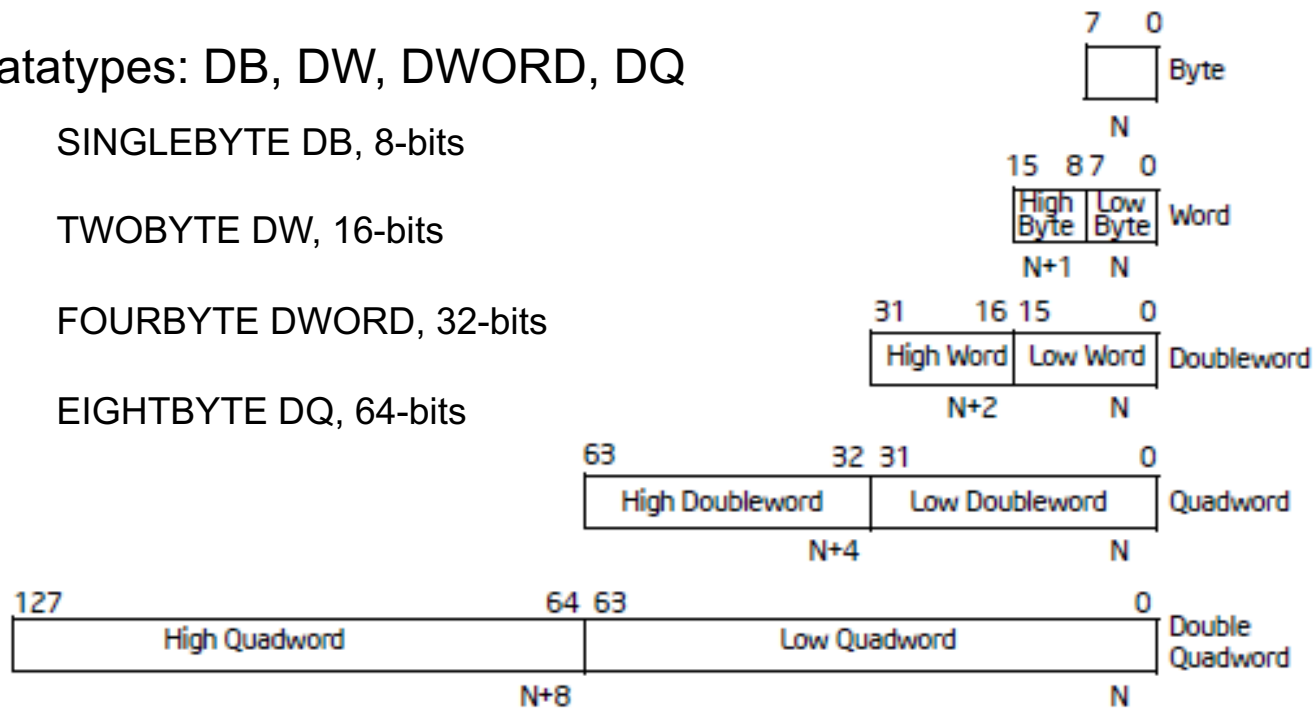 atatypes: DB, DW, DWORD, DQ
SINGLEBYTE DB, 8-bits
TWOBYTE DW, 16-bits
FOURBYTE DWORD, 32-bits
EIGHTBYTE DQ, 64-bits
7 0
Byte
N
15 8 7 0
High Byte Low Byte Word
N+1 N
31 16 15 0
High Word Low Word Doubleword
N+2 N
63 32 31 0
High Doubleword Low Doubleword Quadword
N+4 N
127 64 63 0
High Quadword Low Quadword Double Quadword
N+8 N